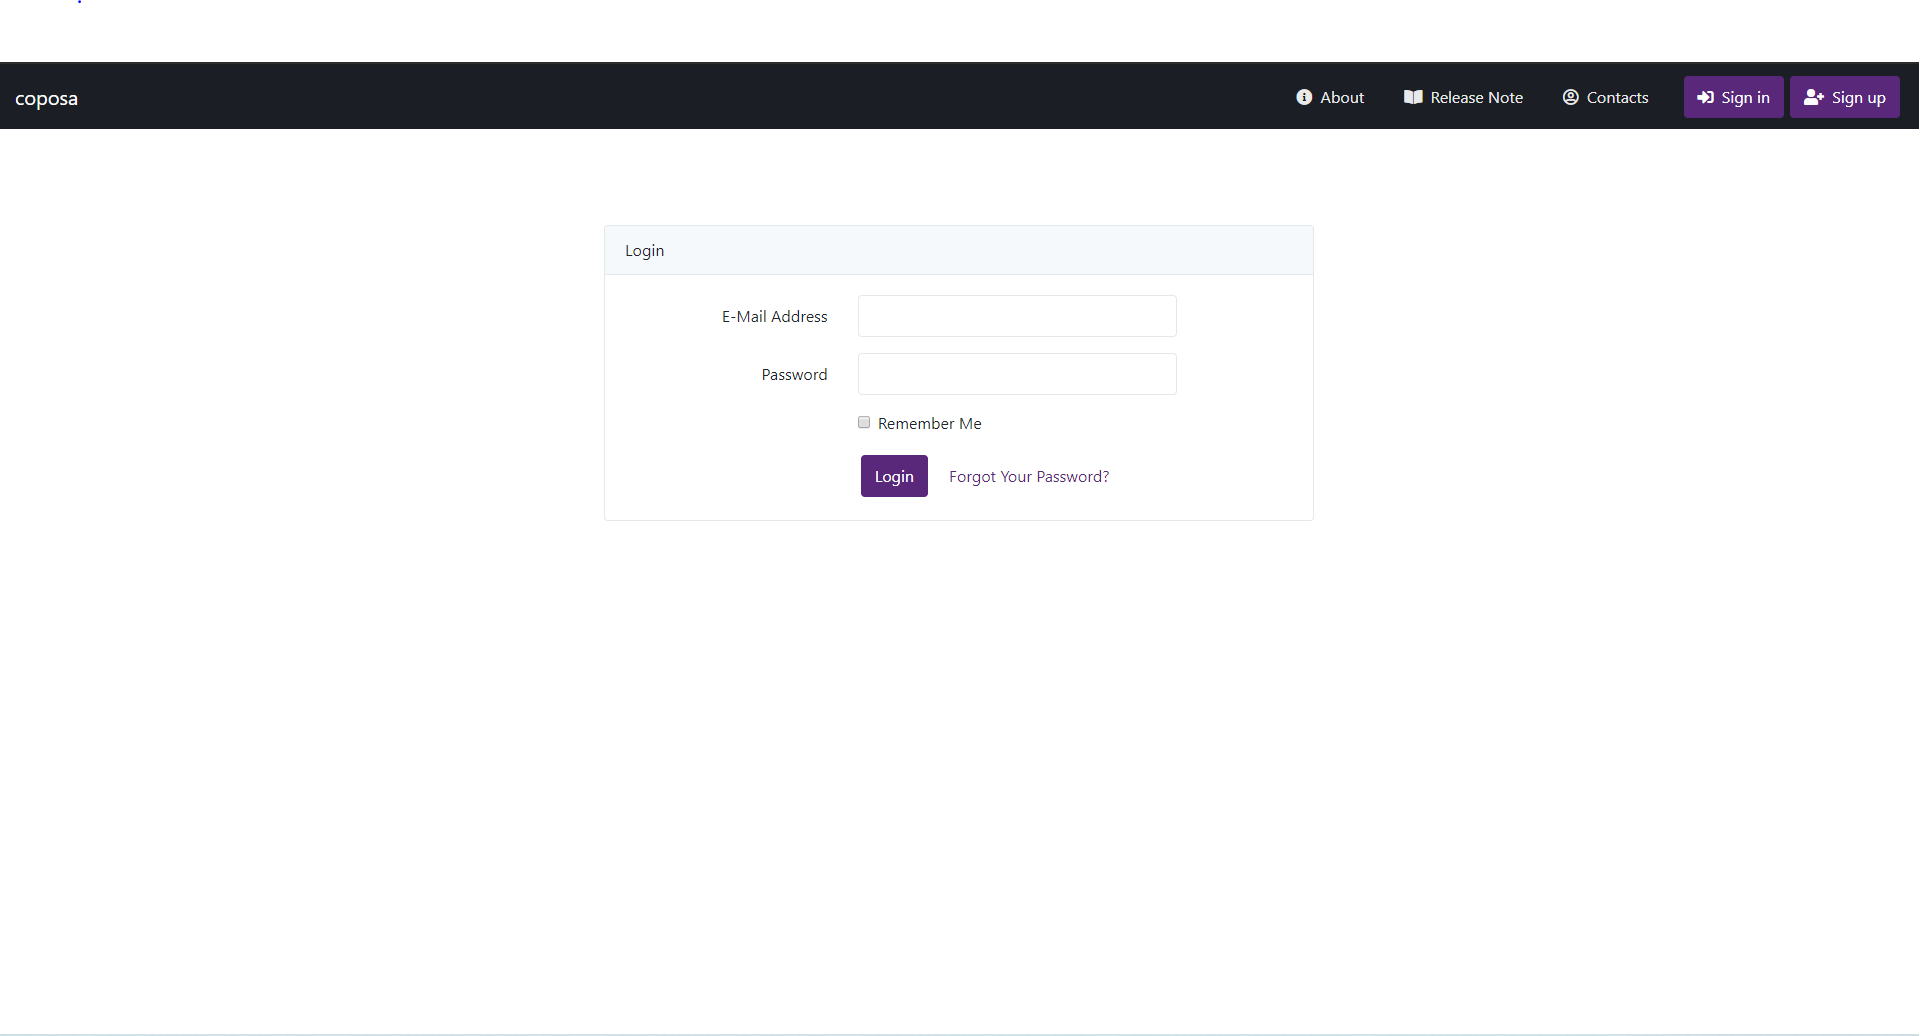 coposa
About
Release Note
Contacts
Sign in
Sign up
Login
E-Mail Address
Password
Remember Me
Login
Forgot Your Password?